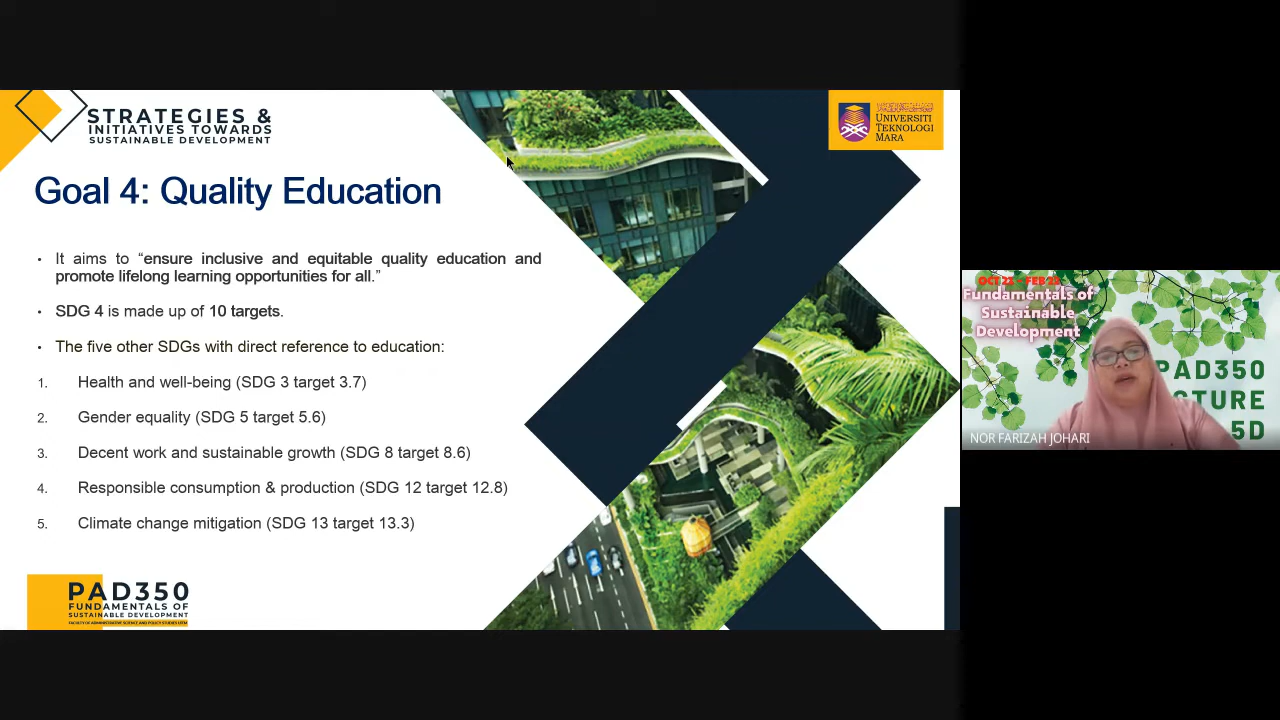 STRATEGIES &
INITIATIVES TOWARDS
SUSTAINABLE DEVELOPMENT
UNIVERSITI
TEKNOLOGI
MARA
Goal 4: Quality Education
• It aims to “ensure inclusive and equitable quality education and
promote lifelong learning opportunities for all.”
• SDG 4 is made up of 10 targets.
• The five other SDGs with direct reference to education:
1. Health and well-being (SDG 3 target 3.7)
2. Gender equality (SDG 5 target 5.6)
3. Decent work and sustainable growth (SDG 8 target 8.6)
4. Responsible consumption & production (SDG 12 target 12.8)
5. Climate change mitigation (SDG 13 target 13.3)
PAD350
FUNDAMENTALS OF
SUSTAINABLE DEVELOPMENT
FACULTY OF ADMINISTRATIVE SCIENCE AND POLICY STUDIES UITM
Fundamentals of
Sustainable
Development
PAD350
5D
NOR FARIZAH JOHARI